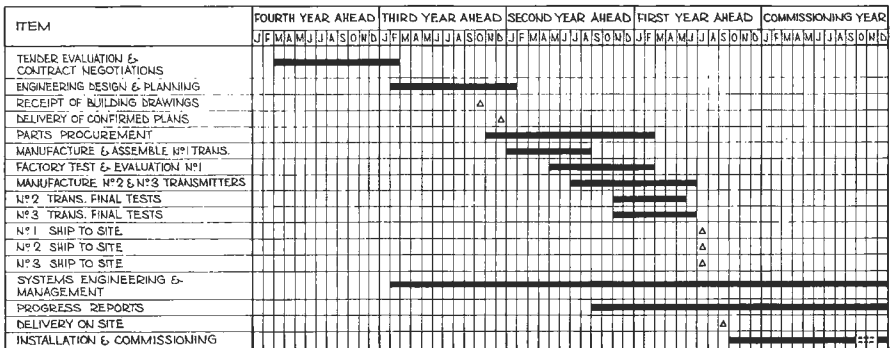 ITEM
FOURTH YEAR AHEAD THIRD YEAR AHEAD SECOND YEAR AHEAD FIRST YEAR AHEAD COMMISSIONING YEAR
J F M A M J J A S O N D J F M A M J J A S O N D J F M A M J J A S O N D J F M A M J J A S O N D J F M A M J J A S O N D
TENDER EVALUATION &
CONTRACT NEGOTIATIONS
ENGINEERING DESIGN & PLANNING
RECEIPT OF BUILDING DRAWINGS
DELIVERY OF CONFIRMED PLANS
PARTS PROCUREMENT
MANUFACTURE & ASSEMBLE Nº1 TRANS.
FACTORY TEST & EVALUATION Nº1
MANUFACTURE Nº2 & Nº3 TRANSMITTERS
Nº2 TRANS. FINAL TESTS
Nº3 TRANS. FINAL TESTS
Nº1 SHIP TO SITE
Nº2 SHIP TO SITE
Nº3 SHIP TO SITE
SYSTEMS ENGINEERING &
MANAGEMENT
PROGRESS REPORTS
DELIVERY ON SITE
INSTALLATION & COMMISSIONING